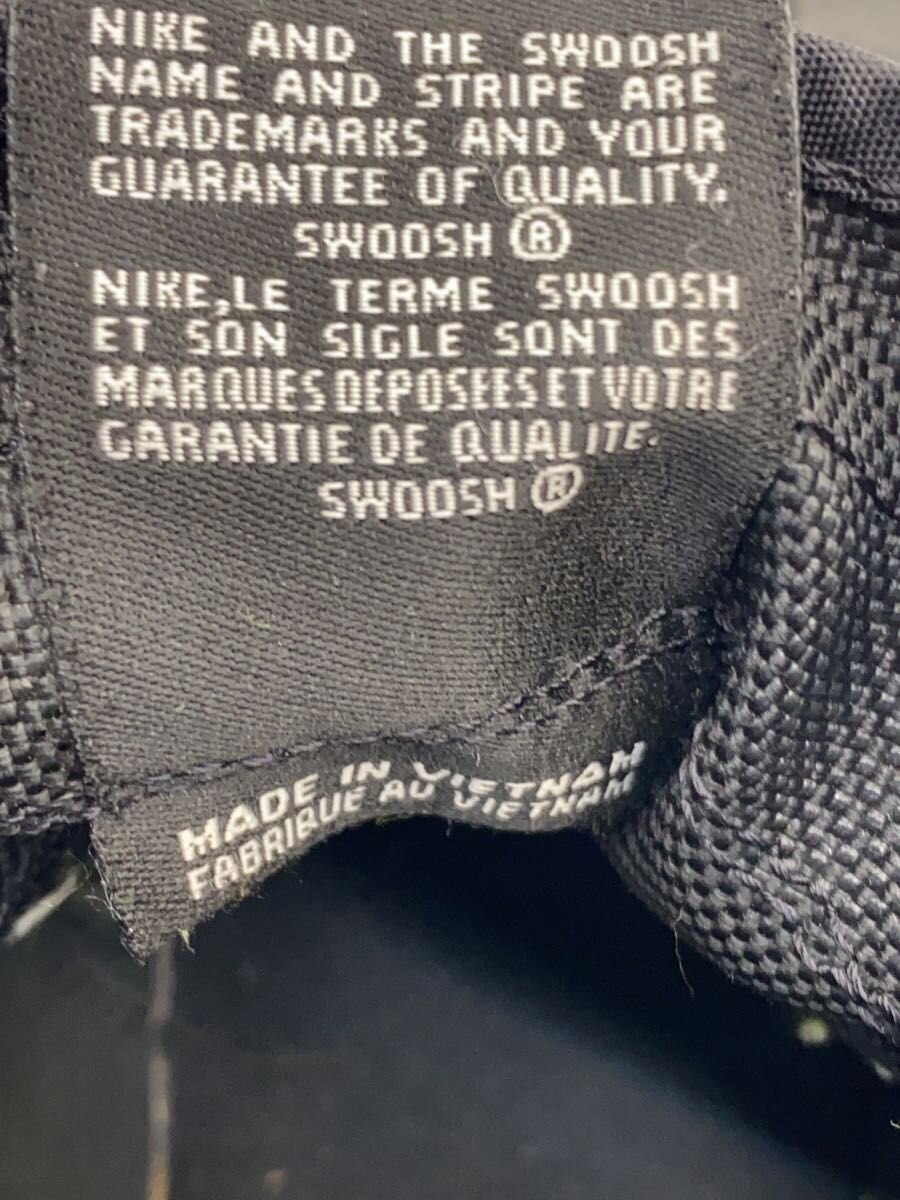 NIKE AND THE SWOOSH
NAME AND STRIPE ARE
TRADEMARKS AND YOUR
GUARANTEE OF QUALITY.
SWOOSH ®
NIKE,LE TERME SWOOSH
ET SON SIGLE SONT DES
MARQUES DEPOSEES ET VOTRE
GARANTIE DE QUALITE.
SWOOSH ®
MADE IN VIETNAM
FABRIQUE AU VIETNAM